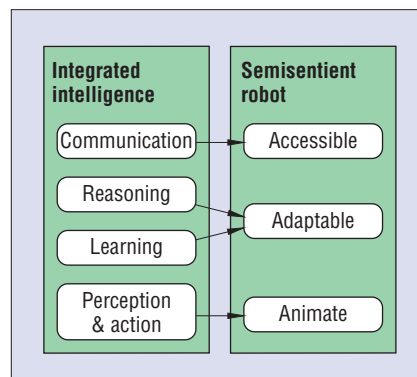 Integrated
intelligence
Communication
Reasoning
Learning
Perception
& action
Semisentient
robot
Accessible
Adaptable
Animate